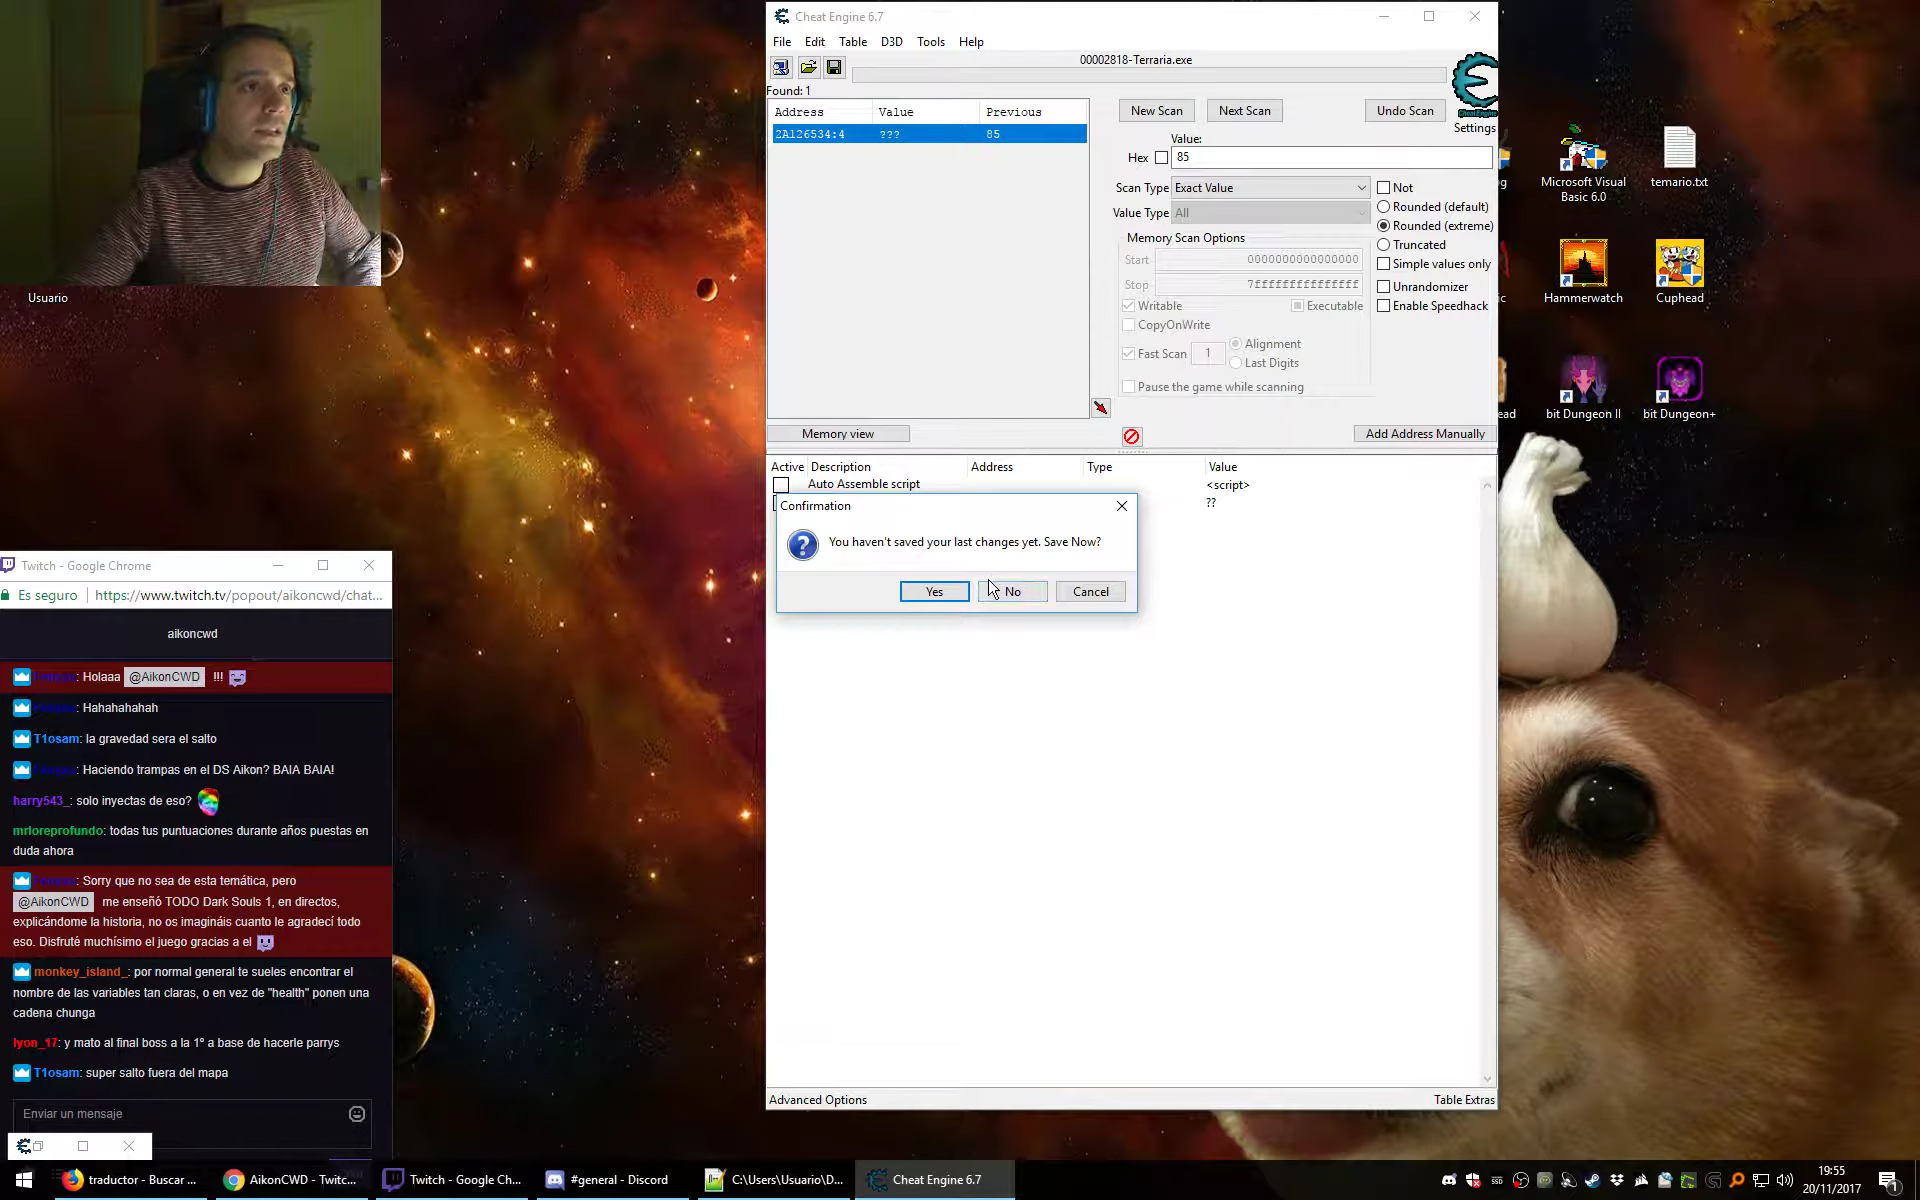 Cheat Engine 6.7
File Edit Table D3D Tools Help
00002818-Terraria.exe
Found: 1
Address Value Previous
2A126534:4 ??? 85
New Scan Next Scan Undo Scan
Cheat Engine
Settings
Value:
Hex 85
Scan Type Exact Value Not
Value Type All Rounded (default)
Rounded (extreme)
Truncated
Simple values only
Unrandomizer
Enable Speedhack
Memory Scan Options
Start 0000000000000000
Stop 7fffffffffffffff
Writable Executable
CopyOnWrite
Fast Scan 1 Alignment
Last Digits
Pause the game while scanning
Memory view
Add Address Manually
Active Description Address Type Value
Auto Assemble script <script>
??
Confirmation
You haven't saved your last changes yet. Save Now?
Yes No Cancel
Advanced Options Table Extras
Microsoft Visual
Basic 6.0
temario.txt
Hammerwatch
Cuphead
bit Dungeon II
bit Dungeon+
Usuario
Twitch - Google Chrome
Es seguro https://www.twitch.tv/popout/aikoncwd/chat...
aikoncwd
: Holaaa @AikonCWD !!!
: Hahahahahah
T1osam: la gravedad sera el salto
: Haciendo trampas en el DS Aikon? BAIA BAIA!
harry543_: solo inyectas de eso?
mrloreprofundo: todas tus puntuaciones durante años puestas en
duda ahora
: Sorry que no sea de esta temática, pero
@AikonCWD me enseñó TODO Dark Souls 1, en directos,
explicándome la historia, no os imagináis cuanto le agradecí todo
eso. Disfruté muchísimo el juego gracias a el
monkey_island_: por normal general te sueles encontrar el
nombre de las variables tan claras, o en vez de "health" ponen una
cadena chunga
lyon_17: y mato al final boss a la 1º a base de hacerle parrys
T1osam: super salto fuera del mapa
Enviar un mensaje
traductor - Buscar ...
AikonCWD - Twitc...
Twitch - Google Ch...
#general - Discord
C:\Users\Usuario\D...
Cheat Engine 6.7
19:55
20/11/2017